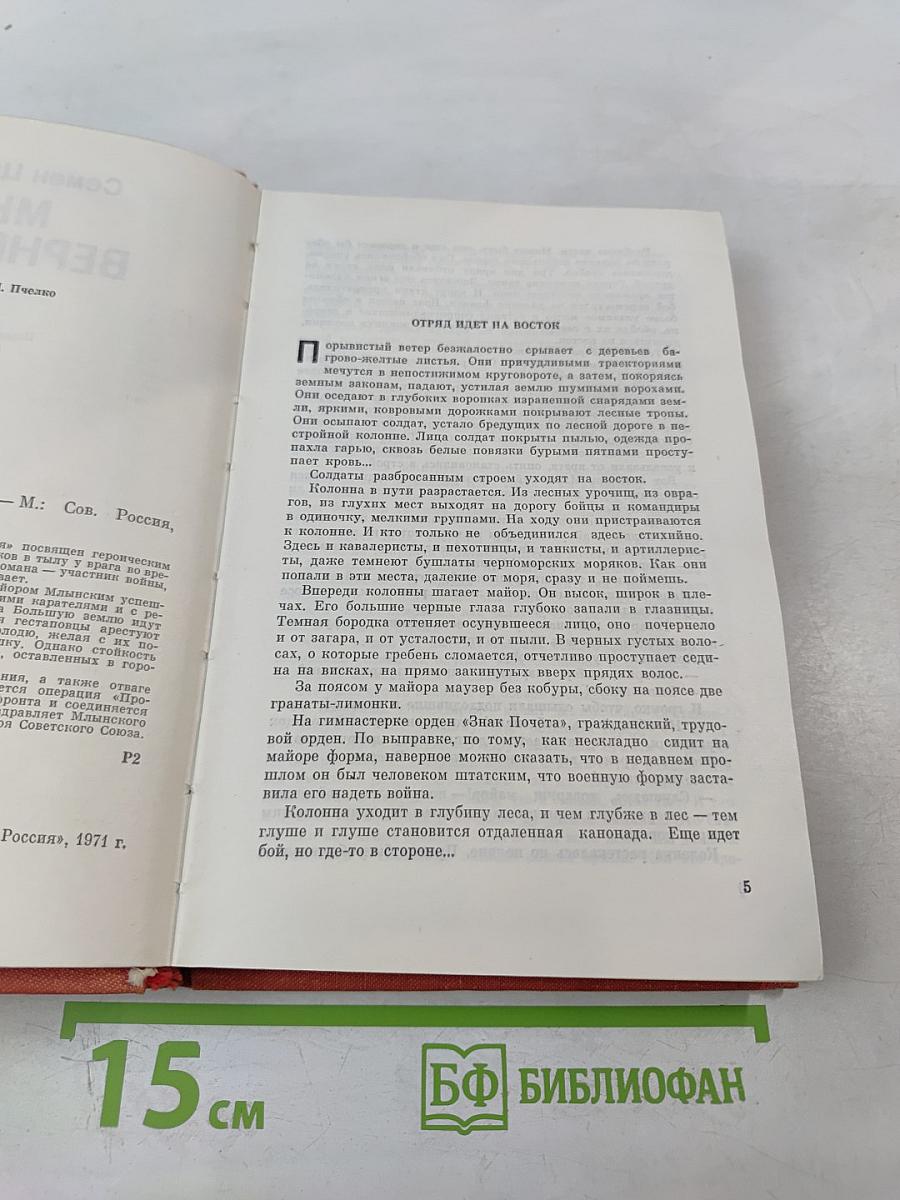 Семен Ц
МЫ
ВЕРН
Пчелко
— М.: Сов. Россия,
посвящен героическим
ков в тылу у врага во вре-
омана — участник войны,
вает.
йором Млынским успеш-
ими карателями и с ре-
а Большую землю идут
я гестаповцы арестуют
олодю, желая с их по-
лку. Однако стойкость
, оставленных в горо-
ния, а также отваге
ется операция «Про-
фронта и соединяется
здравляет Млынского
оя Советского Союза.
Р2
Россия», 1971 г.
ОТРЯД ИДЕТ НА ВОСТОК
Порывистый ветер безжалостно срывает с деревьев ба-
грово-желтые листья. Они причудливыми траекториями
мечутся в непостижимом круговороте, а затем, покоряясь
земным законам, падают, устилая землю шумными ворохами.
Они оседают в глубоких воронках израненной снарядами зем-
ли, яркими, ковровыми дорожками покрывают лесные тропы.
Они осыпают солдат, устало бредущих по лесной дороге в не-
стройной колонне. Лица солдат покрыты пылью, одежда про-
пахла гарью, сквозь белые повязки бурыми пятнами просту-
пает кровь...
Солдаты разбросанным строем уходят на восток.
Колонна в пути разрастается. Из лесных урочищ, из овра-
гов, из глухих мест выходят на дорогу бойцы и командиры
в одиночку, мелкими группами. На ходу они пристраиваются
к колонне. И кто только не объединился здесь стихийно.
Здесь и кавалеристы, и пехотинцы, и танкисты, и артиллерис-
ты, даже темнеют бушлаты черноморских моряков. Как они
попали в эти места, далекие от моря, сразу и не поймешь.
Впереди колонны шагает майор. Он высок, широк в пле-
чах. Его большие черные глаза глубоко запали в глазницы.
Темная бородка оттеняет осунувшееся лицо, оно почернело
и от загара, и от усталости, и от пыли. В черных густых воло-
сах, о которые гребень сломается, отчетливо проступает седи-
на на висках, на прямо закинутых вверх прядях волос.
За поясом у майора маузер без кобуры, сбоку на поясе две
гранаты-лимонки.
На гимнастерке орден «Знак Почета», гражданский, трудо-
вой орден. По выправке, по тому, как нескладно сидит на
майоре форма, наверное можно сказать, что в недавнем про-
шлом он был человеком штатским, что военную форму заста-
вила его надеть война.
Колонна уходит в глубину леса, и чем глубже в лес — тем
глуше и глуше становится отдаленная канонада. Еще идет
бой, но где-то в стороне...
5
15 см
БФ БИБЛИОФАН